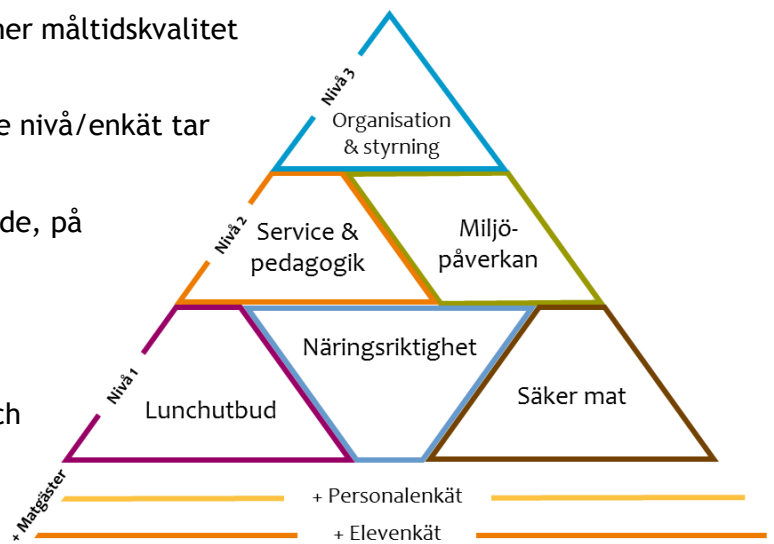 ner måltidskvalitet
e nivå/enkät tar
de, på
ch
Nivå 3
Organisation
& styrning
Nivå 2
Service &
pedagogik
Miljö-
påverkan
Nivå 1
Lunchutbud
Näringsriktighet
Säker mat
+ Matgäster
+ Personalenkät
+ Elevenkät